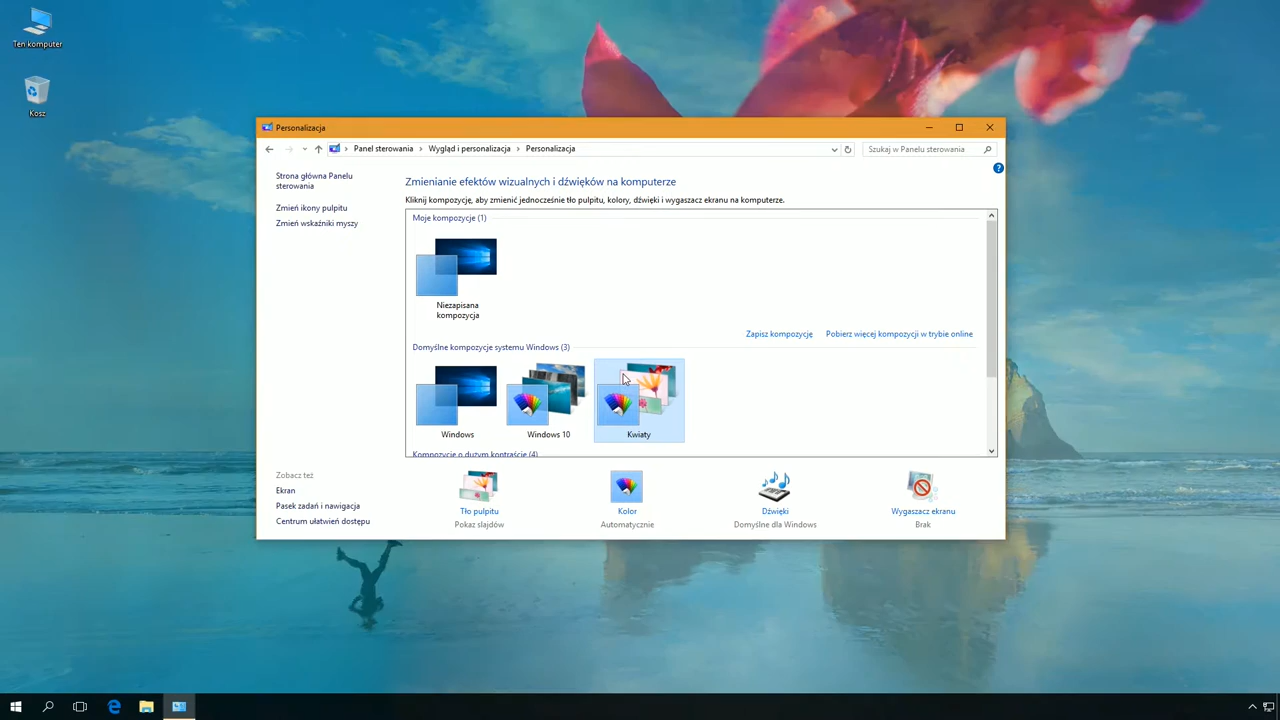 Ten komputer
Kosz
Personalizacja
Panel sterowania
Wygląd i personalizacja
Personalizacja
Szukaj w Panelu sterowania
?
Strona główna Panelu
sterowania
Zmień ikony pulpitu
Zmień wskaźniki myszy
Zmienianie efektów wizualnych i dźwięków na komputerze
Kliknij kompozycję, aby zmienić jednocześnie tło pulpitu, kolory, dźwięki i wygaszacz ekranu na komputerze.
Moje kompozycje (1)
Niezapisana
kompozycja
Zapisz kompozycję Pobierz więcej kompozycji w trybie online
Domyślne kompozycje systemu Windows (3)
Windows Windows 10 Kwiaty
Kompozycje o dużym kontraście (4)
Zobacz też
Ekran
Pasek zadań i nawigacja
Centrum ułatwień dostępu
Tło pulpitu
Pokaz slajdów
Kolor
Automatycznie
Dźwięki
Domyślne dla Windows
Wygaszacz ekranu
Brak